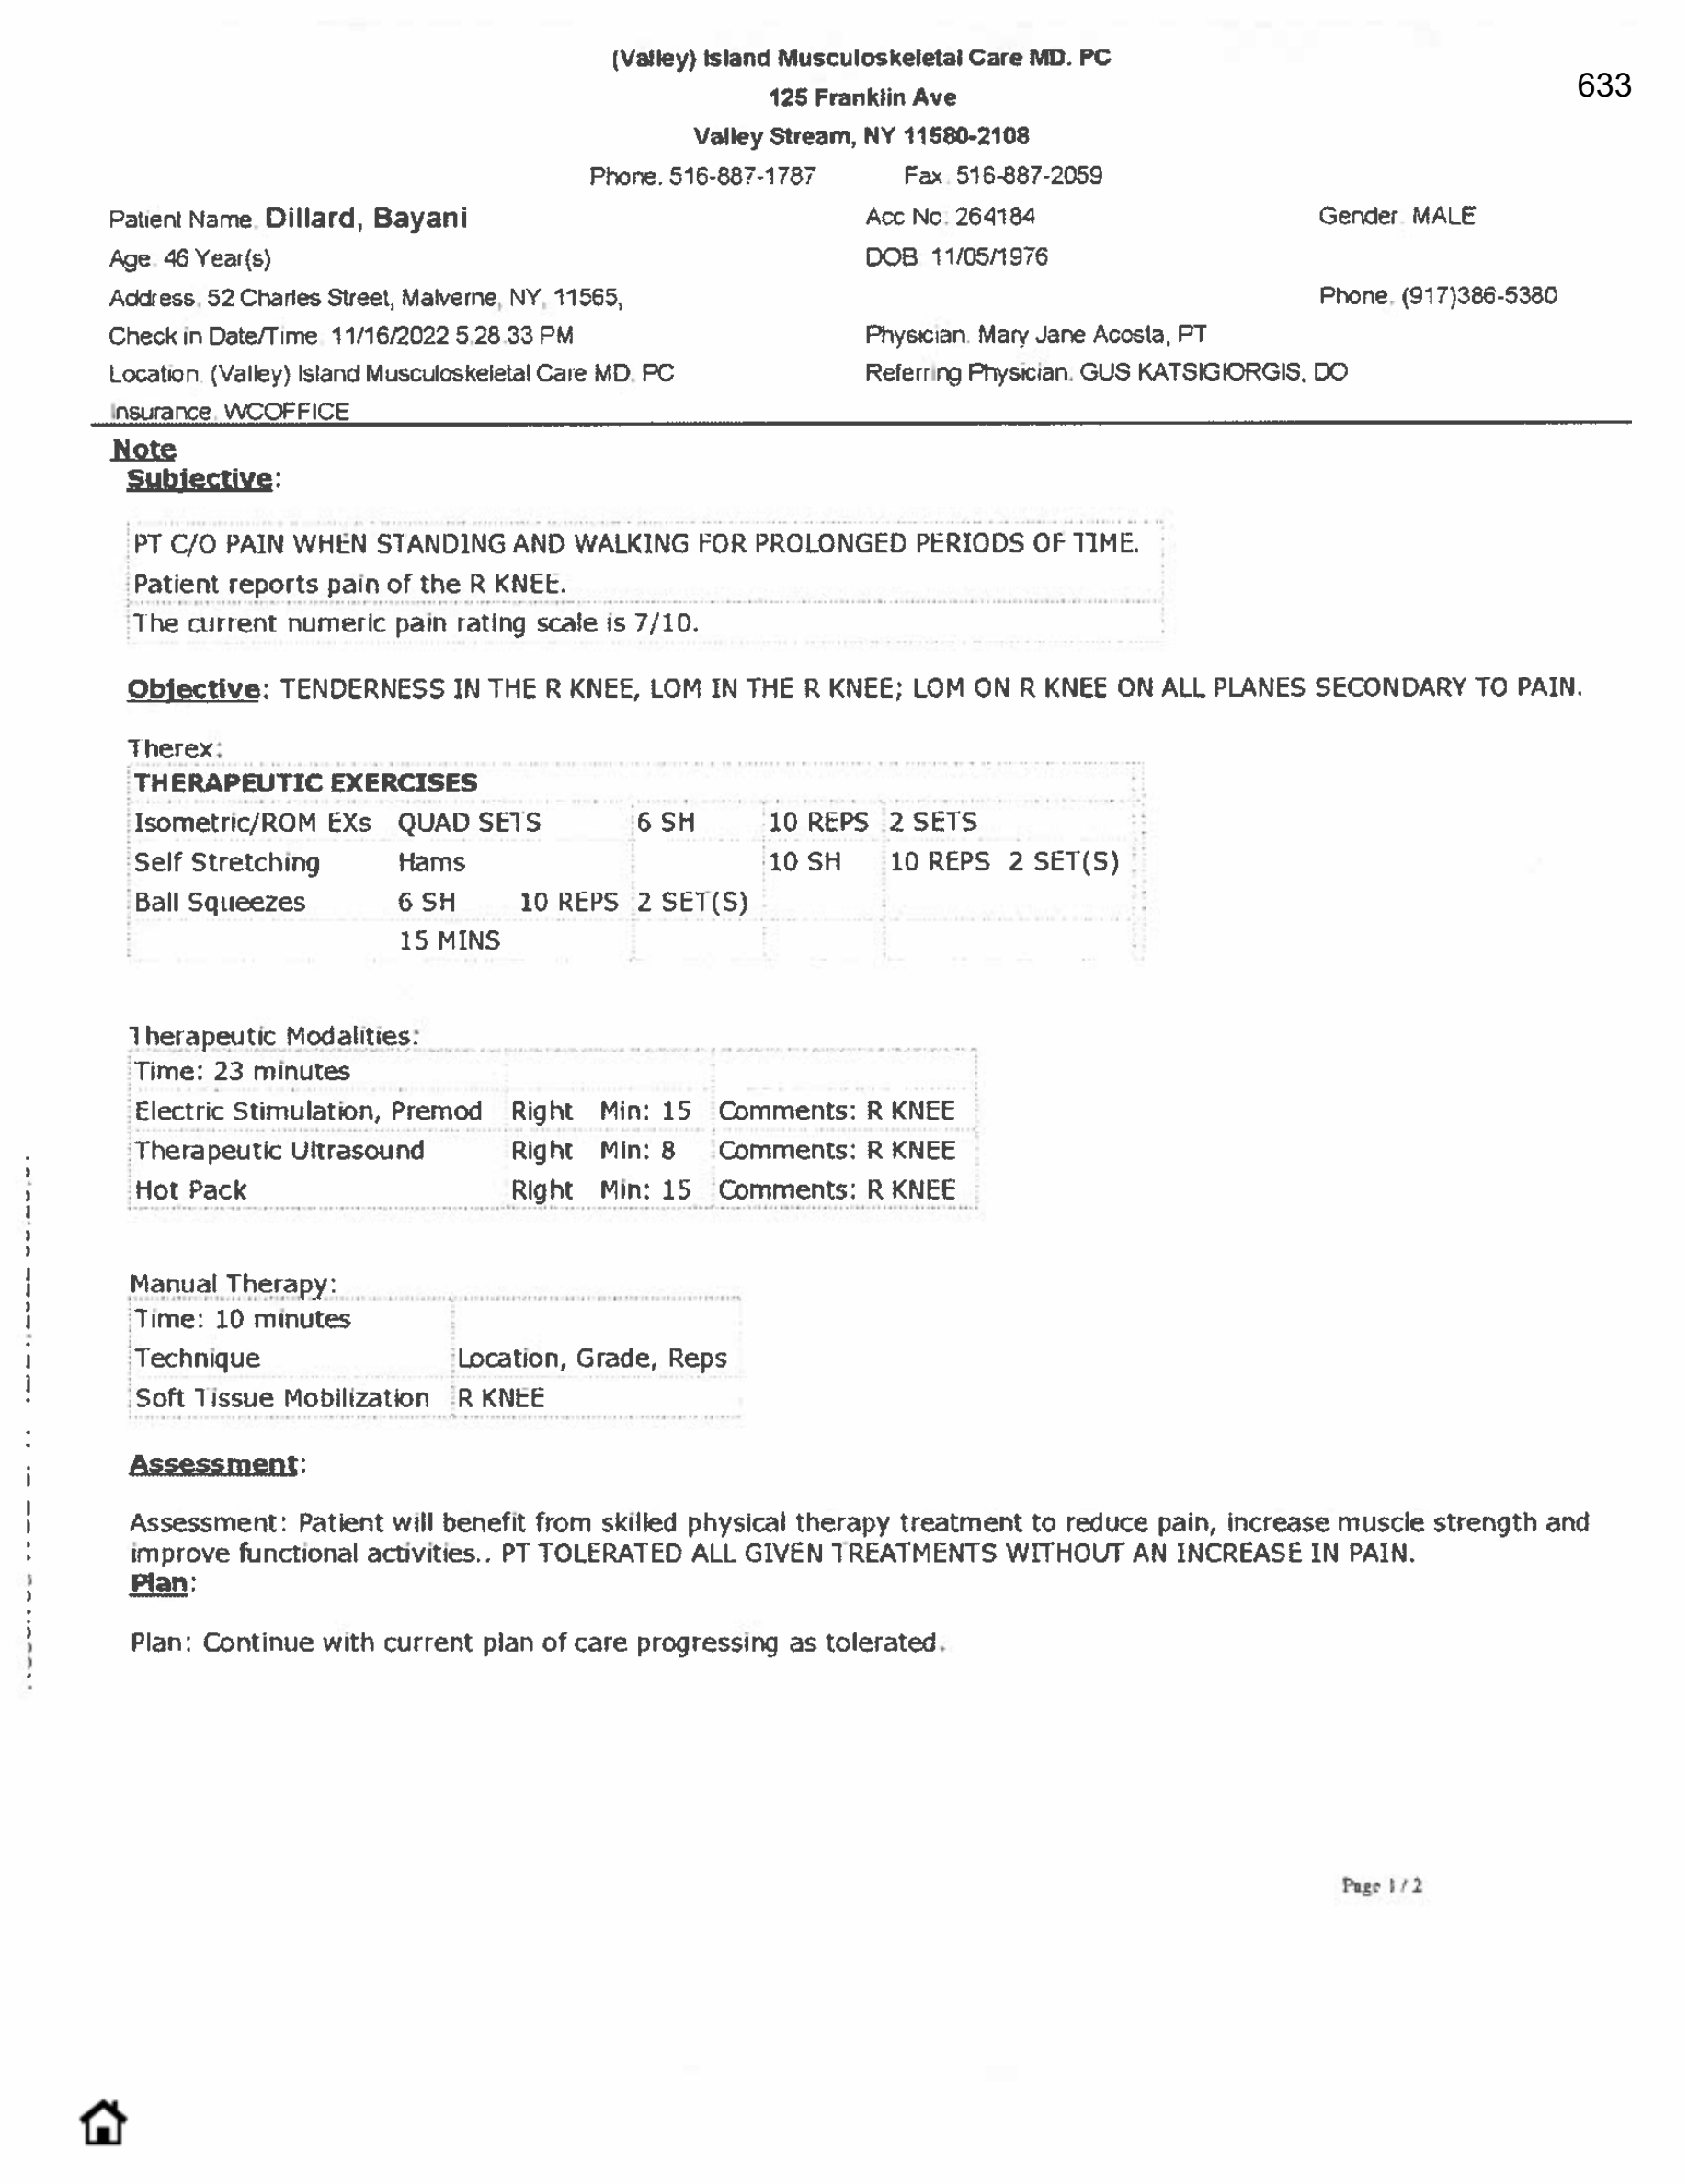 (Valley) Island Musculoskeletal Care MD. PC
633
125 Franklin Ave
Valley Stream, NY 11580-2108
Phone. 516-887-1787 Fax. 516-887-2059
Patient Name. Dillard, Bayani Acc No: 264184 Gender. MALE
Age. 46 Year(s) DOB 11/05/1976
Address. 52 Charles Street, Malverne, NY, 11565, Phone. (917)386-5380
Check in Date/Time. 11/16/2022 5.28.33 PM Physician. Mary Jane Acosta, PT
Location. (Valley) Island Musculoskeletal Care MD. PC Referring Physician. GUS KATSIGIORGIS, DO
Insurance. WCOFFICE
Note
Subjective:
PT C/O PAIN WHEN STANDING AND WALKING FOR PROLONGED PERIODS OF TIME.
Patient reports pain of the R KNEE.
The current numeric pain rating scale is 7/10.
Objective: TENDERNESS IN THE R KNEE, LOM IN THE R KNEE; LOM ON R KNEE ON ALL PLANES SECONDARY TO PAIN.
Therex:
THERAPEUTIC EXERCISES
Isometric/ROM EXs QUAD SETS 6 SH 10 REPS 2 SETS
Self Stretching Hams 10 SH 10 REPS 2 SET(S)
Ball Squeezes 6 SH 10 REPS 2 SET(S)
15 MINS
Therapeutic Modalities:
Time: 23 minutes
Electric Stimulation, Premod Right Min: 15 Comments: R KNEE
Therapeutic Ultrasound Right Min: 8 Comments: R KNEE
Hot Pack Right Min: 15 Comments: R KNEE
Manual Therapy:
Time: 10 minutes
Technique Location, Grade, Reps
Soft Tissue Mobilization R KNEE
Assessment:
Assessment: Patient will benefit from skilled physical therapy treatment to reduce pain, increase muscle strength and
improve functional activities.. PT TOLERATED ALL GIVEN TREATMENTS WITHOUT AN INCREASE IN PAIN.
Plan:
Plan: Continue with current plan of care progressing as tolerated.
Page 1 / 2